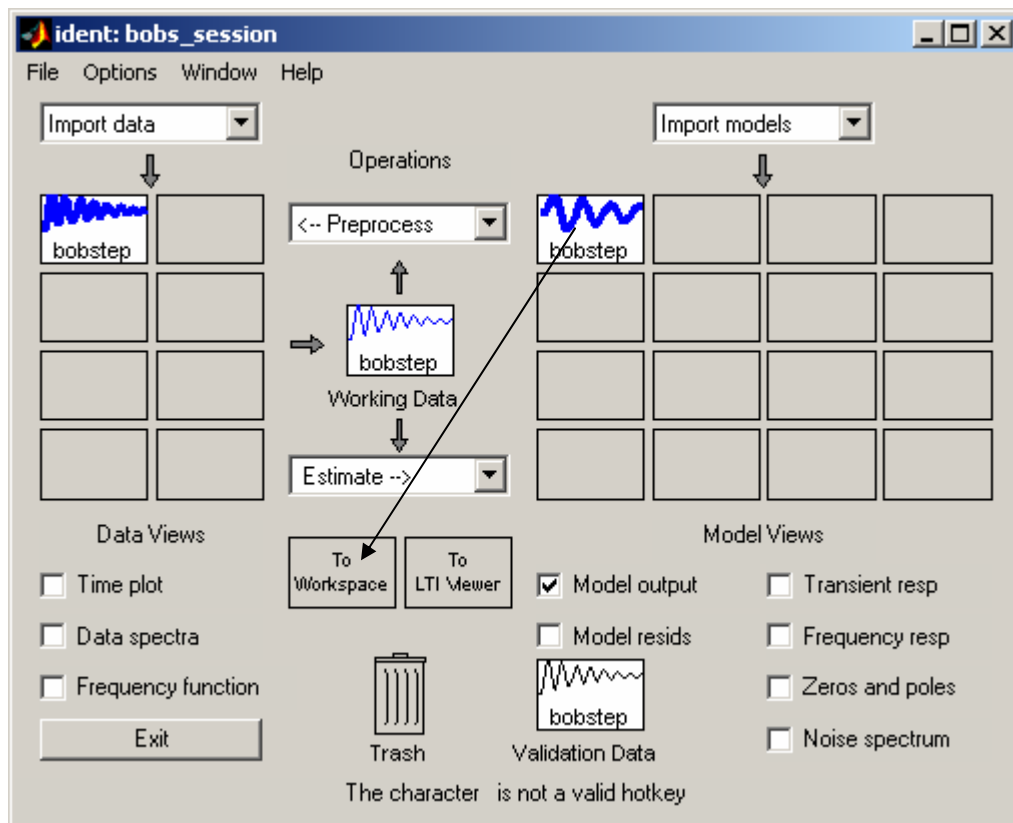 ident: bobs_session
File Options Window Help
Import data
Import models
Operations
<-- Preprocess
bobstep
bobstep
bobstep
Working Data
Estimate -->
Data Views
Model Views
To
Workspace
To
LTI Viewer
Time plot
Model output
Transient resp
Data spectra
Model resids
Frequency resp
Frequency function
Zeros and poles
bobstep
Exit
Trash
Validation Data
Noise spectrum
The character is not a valid hotkey